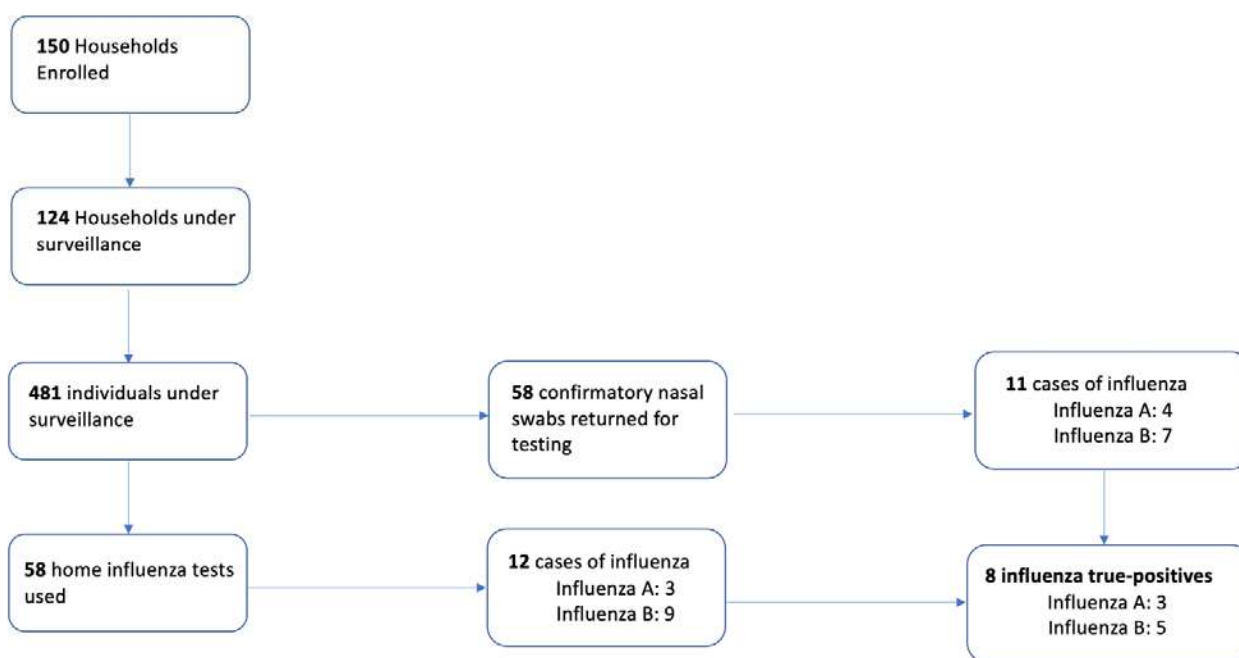 150 Households
Enrolled
124 Households under
surveillance
481 individuals under
surveillance
58 confirmatory nasal
swabs returned for
testing
11 cases of influenza
Influenza A: 4
Influenza B: 7
58 home influenza tests
used
12 cases of influenza
Influenza A: 3
Influenza B: 9
8 influenza true-positives
Influenza A: 3
Influenza B: 5